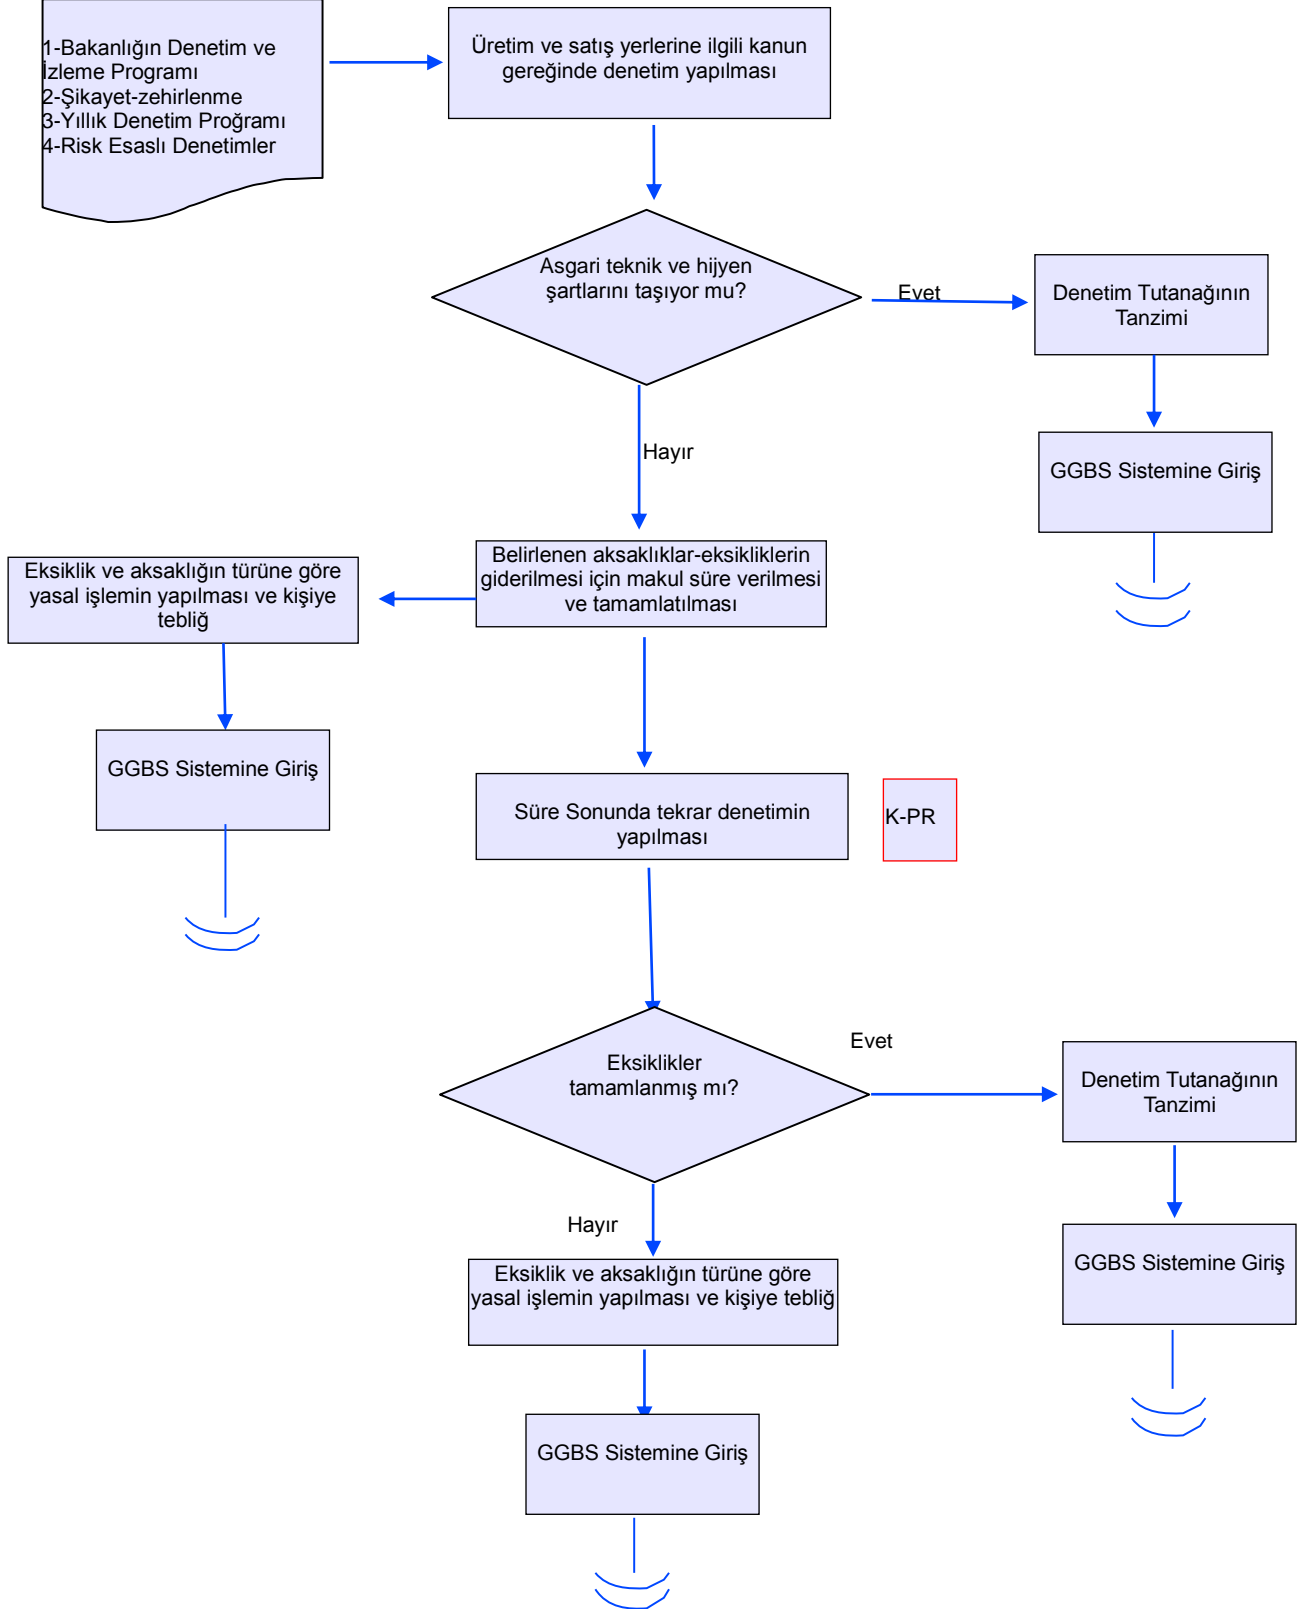 1-Bakanlığın Denetim ve
İzleme Programı
2-Şikayet-zehirlenme
3-Yıllık Denetim Proğramı
4-Risk Esaslı Denetimler
Üretim ve satış yerlerine ilgili kanun
gereğinde denetim yapılması
Asgari teknik ve hijyen
şartlarını taşıyor mu?
Evet
Denetim Tutanağının
Tanzimi
GGBS Sistemine Giriş
Hayır
Belirlenen aksaklıklar-eksikliklerin
giderilmesi için makul süre verilmesi
ve tamamlatılması
Eksiklik ve aksaklığın türüne göre
yasal işlemin yapılması ve kişiye
tebliğ
GGBS Sistemine Giriş
Süre Sonunda tekrar denetimin
yapılması
K-PR
Eksiklikler
tamamlanmış mı?
Evet
Denetim Tutanağının
Tanzimi
GGBS Sistemine Giriş
Hayır
Eksiklik ve aksaklığın türüne göre
yasal işlemin yapılması ve kişiye tebliğ
GGBS Sistemine Giriş